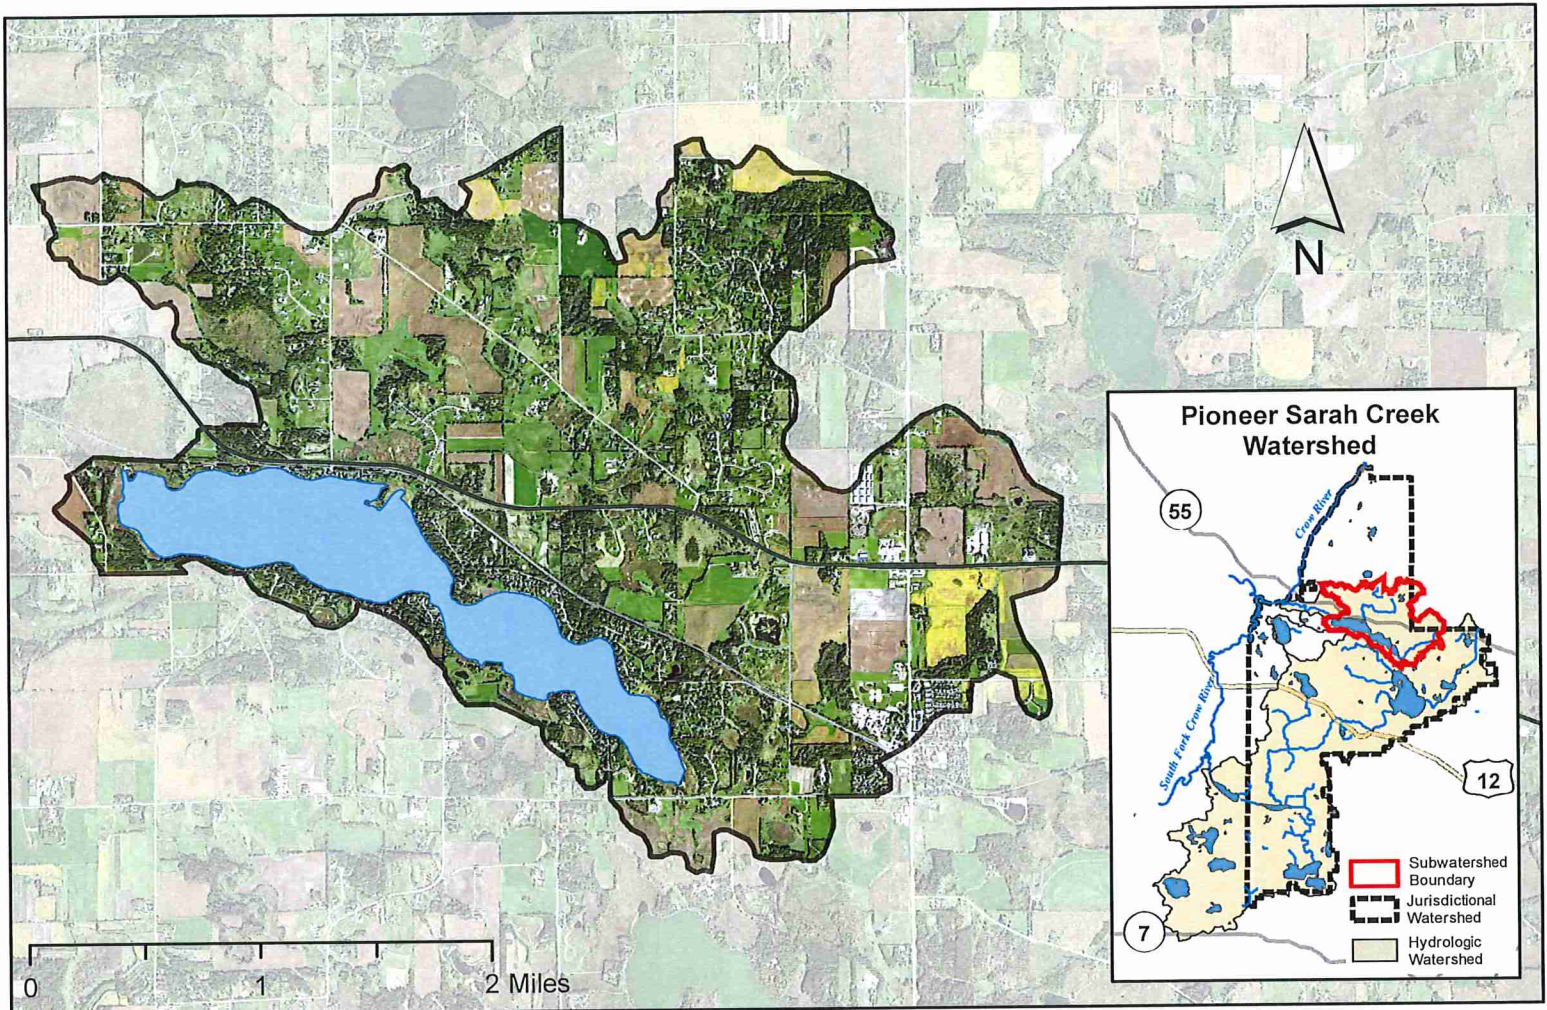 N
Pioneer Sarah Creek
Watershed
55
Crow River
South Fork Crow River
12
7
Subwatershed
Boundary
Jurisdictional
Watershed
Hydrologic
Watershed
0
1
2 Miles